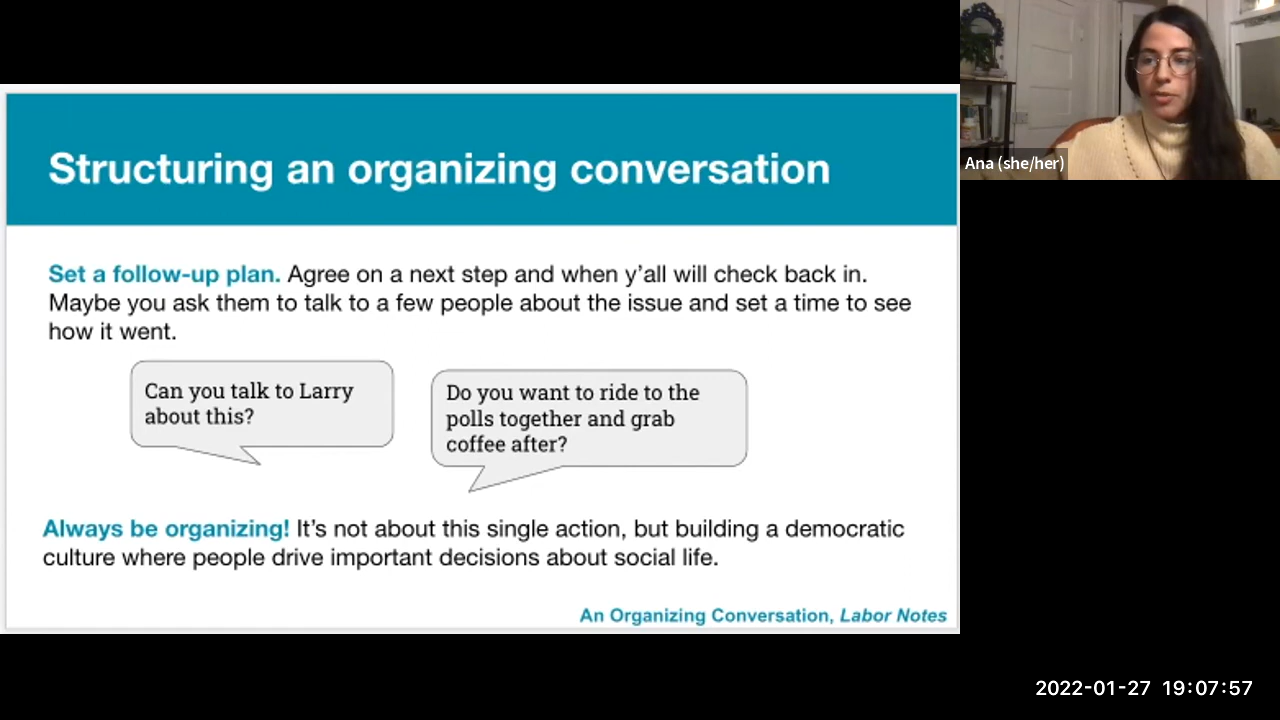 Structuring an organizing conversation
Set a follow-up plan. Agree on a next step and when y’all will check back in.
Maybe you ask them to talk to a few people about the issue and set a time to see
how it went.
Can you talk to Larry
about this?
Do you want to ride to the
polls together and grab
coffee after?
Always be organizing! It’s not about this single action, but building a democratic
culture where people drive important decisions about social life.
An Organizing Conversation, Labor Notes
Ana (she/her)
2022-01-27 19:07:57